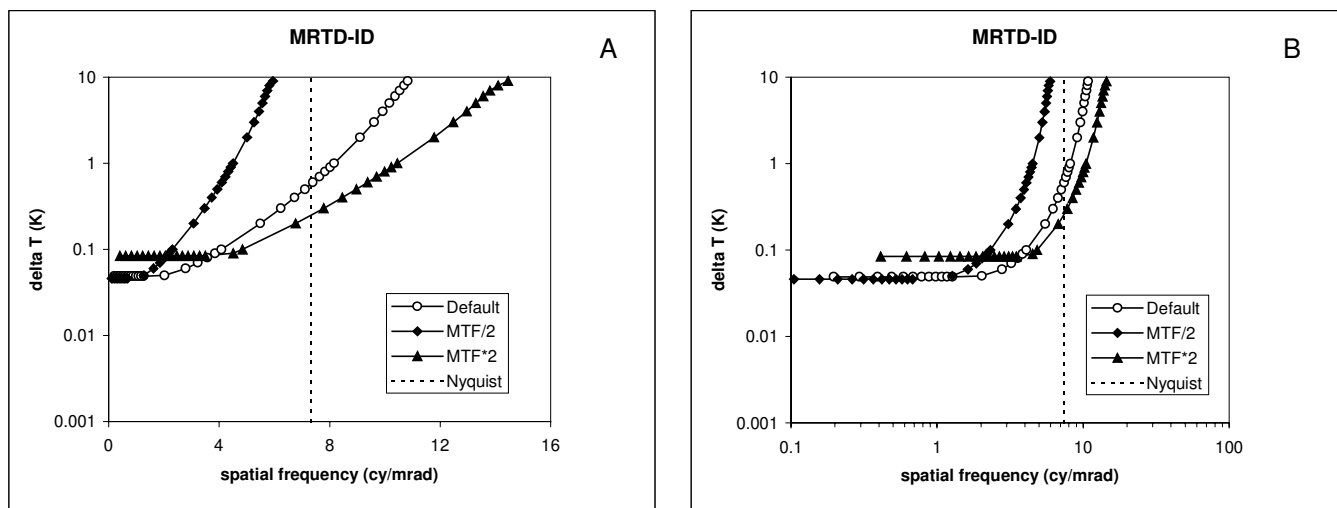 MRTD-ID
A
10
1
0.1
0.01
0.001
delta T (K)
0 4 8 12 16
spatial frequency (cy/mrad)
Default
MTF/2
MTF*2
Nyquist
MRTD-ID
B
10
1
0.1
0.01
0.001
delta T (K)
0.1 1 10 100
spatial frequency (cy/mrad)
Default
MTF/2
MTF*2
Nyquist